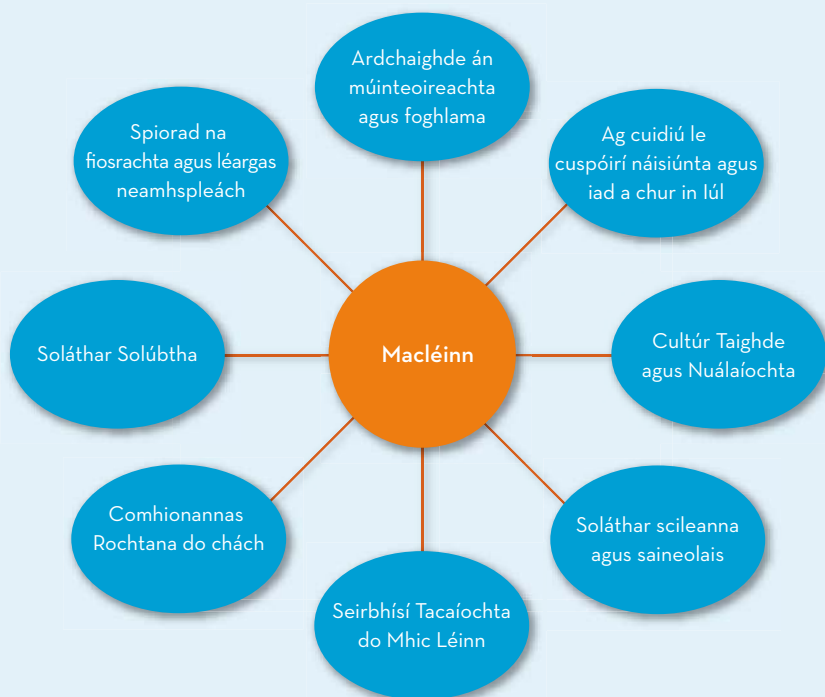 Ardchaighde án
múinteoireachta
agus foghlama
Spiorad na
fiosrachta agus léargas
neamhspleách
Ag cuidiú le
cuspóirí náisiúnta agus
iad a chur in Iúl
Soláthar Solúbtha
Macléinn
Cultúr Taighde
agus Nuálaíochta
Comhionannas
Rochtana do chách
Soláthar scileanna
agus saineolais
Seirbhísí Tacaíochta
do Mhic Léinn